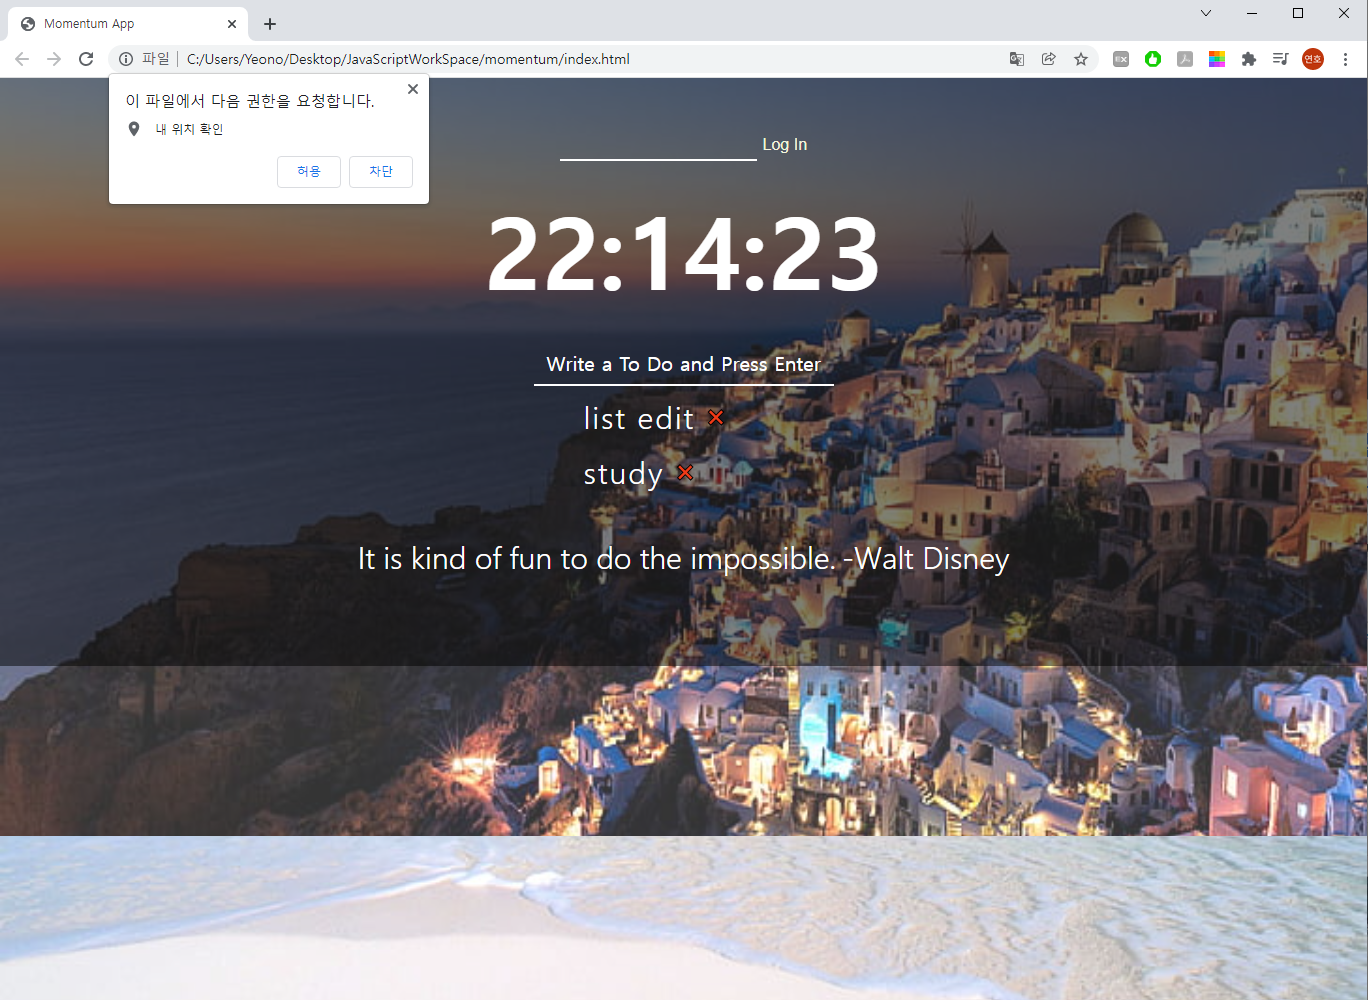 Momentum App
파일
C:/Users/Yeono/Desktop/JavaScriptWorkSpace/momentum/index.html
연호
이 파일에서 다음 권한을 요청합니다.
내 위치 확인
허용 차단
Log In
22:14:23
Write a To Do and Press Enter
list edit
study
It is kind of fun to do the impossible. -Walt Disney